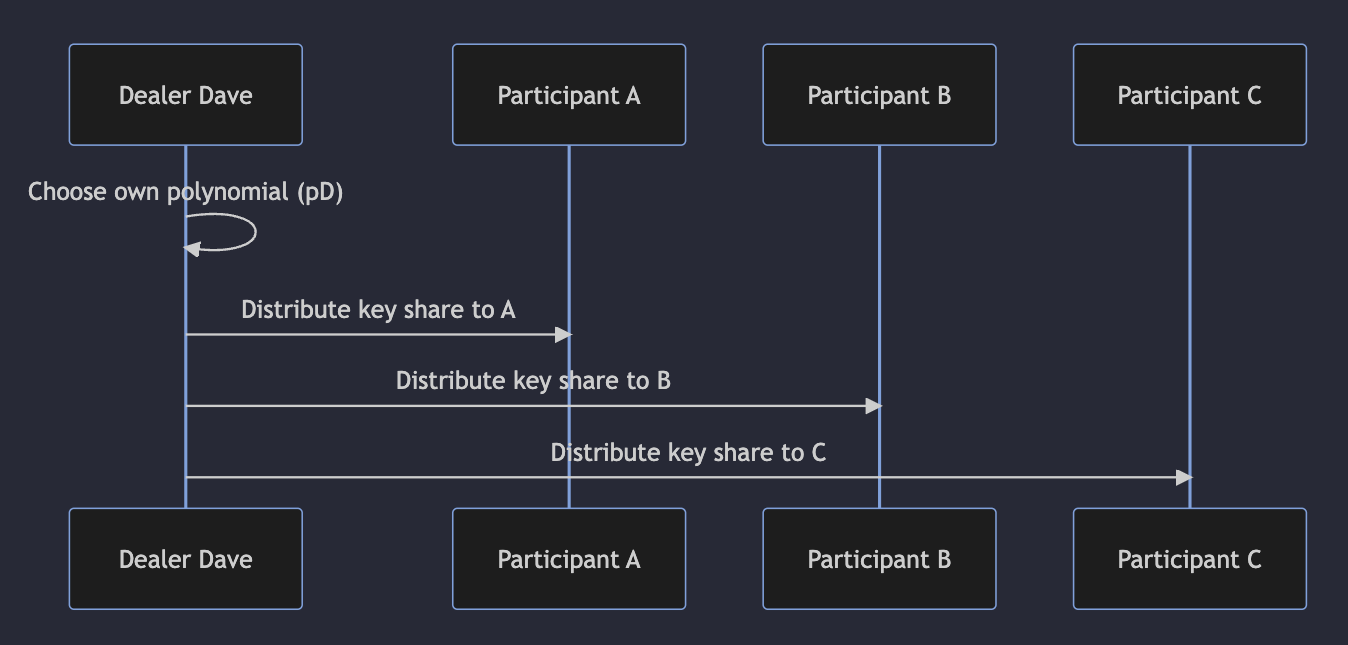 Dealer Dave
Participant A
Participant B
Participant C
Choose own polynomial (pD)
Distribute key share to A
Distribute key share to B
Distribute key share to C
Dealer Dave
Participant A
Participant B
Participant C